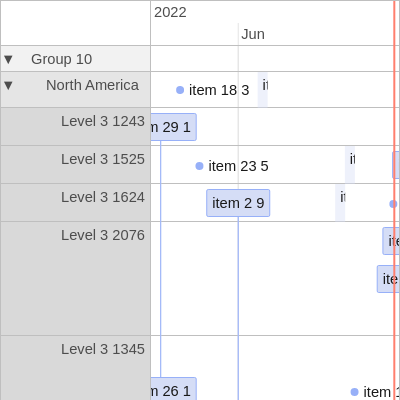 2022
Jun
▼ Group 10
▼ North America
item 18 3
Level 3 1243
29 1
Level 3 1525
item 23 5
Level 3 1624
item 2 9
Level 3 2076
Level 3 1345
26 1
item